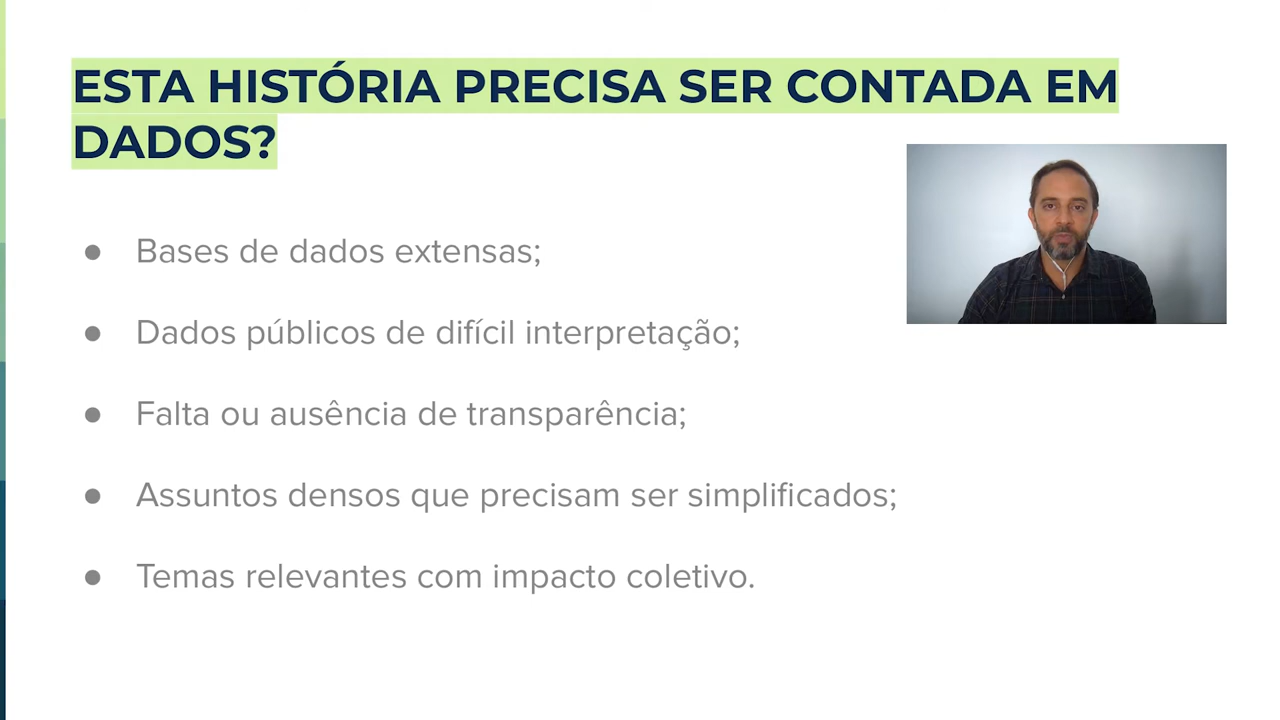 ESTA HISTÓRIA PRECISA SER CONTADA EM
DADOS?
● Bases de dados extensas;
● Dados públicos de difícil interpretação;
● Falta ou ausência de transparência;
● Assuntos densos que precisam ser simplificados;
● Temas relevantes com impacto coletivo.